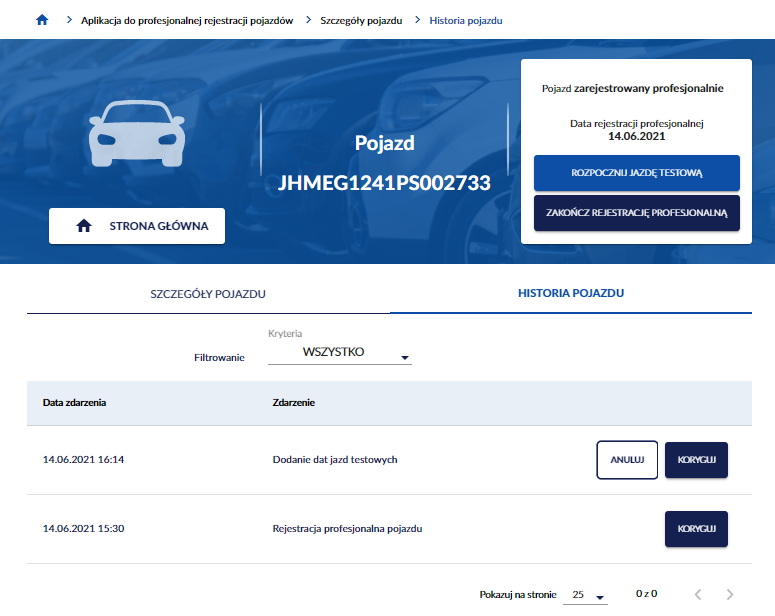 Aplikacja do profesjonalnej rejestracji pojazdów > Szczegóły pojazdu > Historia pojazdu
Pojazd
JHMEG1241PS002733
STRONA GŁÓWNA
Pojazd zarejestrowany profesjonalnie
Data rejestracji profesjonalnej
14.06.2021
ROZPOCZNIJ JAZDĘ TESTOWĄ
ZAKOŃCZ REJESTRACJĘ PROFESJONALNĄ
SZCZEGÓŁY POJAZDU HISTORIA POJAZDU
Kryteria
Filtrowanie WSZYSTKO
Data zdarzenia Zdarzenie
14.06.2021 16:14 Dodanie dat jazd testowych ANULUJ KORYGUJ
14.06.2021 15:30 Rejestracja profesjonalna pojazdu KORYGUJ
Pokazuj na stronie 25 0 z 0